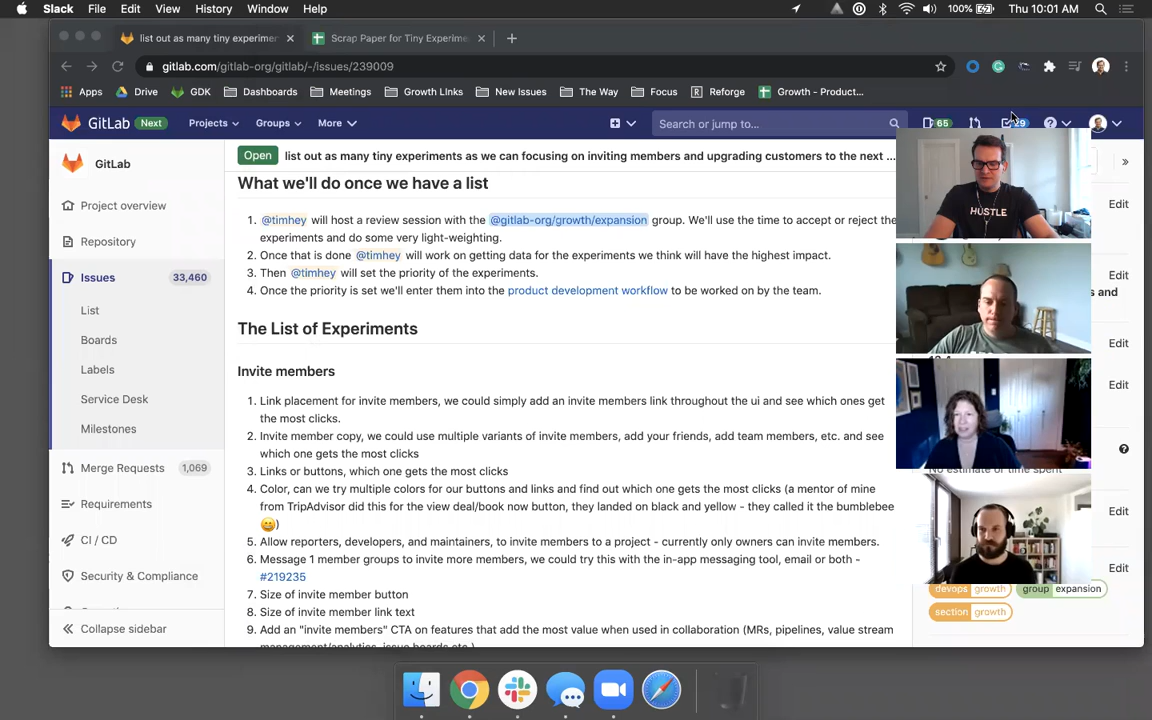 Slack File Edit View History Window Help 100% Thu 10:01 AM
list out as many tiny experimen Scrap Paper for Tiny Experime
gitlab.com/gitlab-org/gitlab/-/issues/239009
Apps Drive GDK Dashboards Meetings Growth LInks New Issues The Way Focus Reforge Growth - Product...
GitLab Next Projects Groups More Search or jump to... 65 29
GitLab
Project overview
Repository
Issues 33,460
List
Boards
Labels
Service Desk
Milestones
Merge Requests 1,069
Requirements
CI / CD
Security & Compliance
Collapse sidebar
Open list out as many tiny experiments as we can focusing on inviting members and upgrading customers to the next ...
What we'll do once we have a list
1. @timhey will host a review session with the @gitlab-org/growth/expansion group. We'll use the time to accept or reject the
experiments and do some very light-weighting.
2. Once that is done @timhey will work on getting data for the experiments we think will have the highest impact.
3. Then @timhey will set the priority of the experiments.
4. Once the priority is set we'll enter them into the product development workflow to be worked on by the team.
The List of Experiments
Invite members
1. Link placement for invite members, we could simply add an invite members link throughout the ui and see which ones get
the most clicks.
2. Invite member copy, we could use multiple variants of invite members, add your friends, add team members, etc. and see
which one gets the most clicks
3. Links or buttons, which one gets the most clicks
4. Color, can we try multiple colors for our buttons and links and find out which one gets the most clicks (a mentor of mine
from TripAdvisor did this for the view deal/book now button, they landed on black and yellow - they called it the bumblebee
)
5. Allow reporters, developers, and maintainers, to invite members to a project - currently only owners can invite members.
6. Message 1 member groups to invite more members, we could try this with the in-app messaging tool, email or both -
#219235
7. Size of invite member button
8. Size of invite member link text
9. Add an "invite members" CTA on features that add the most value when used in collaboration (MRs, pipelines, value stream
management/analytics, issue boards etc.)
HUSTLE
Edit
Edit
s and
Edit
Edit
No estimate or time spent
Edit
Edit
devops growth group expansion
section growth